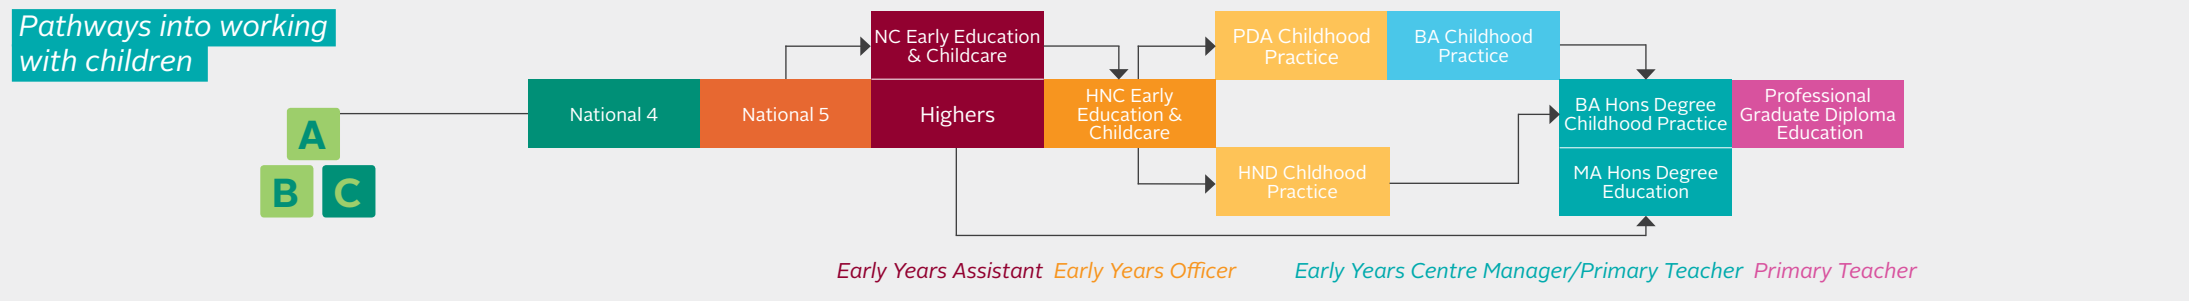 Pathways into working
with children
A
B C
National 4
National 5
NC Early Education
& Childcare
Highers
HNC Early
Education &
Childcare
PDA Childhood
Practice
BA Childhood
Practice
HND Chldhood
Practice
BA Hons Degree
Childhood Practice
MA Hons Degree
Education
Professional
Graduate Diploma
Education
Early Years Assistant Early Years Officer Early Years Centre Manager/Primary Teacher Primary Teacher